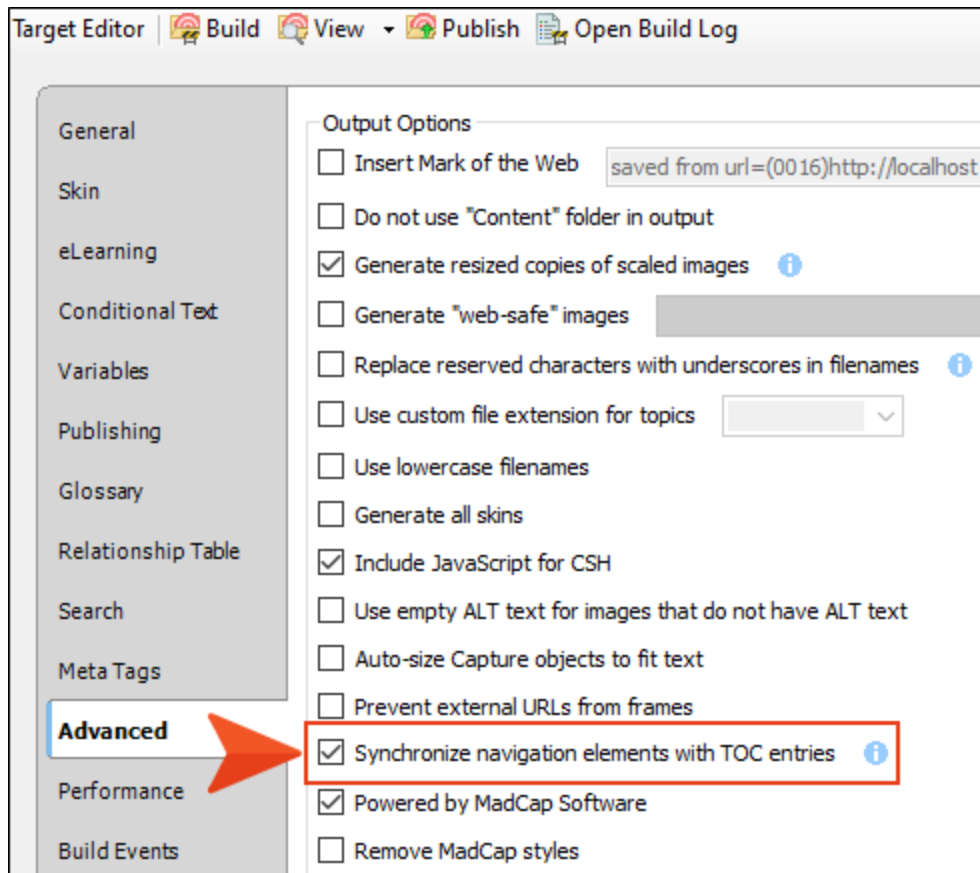 Target Editor Build View Publish Open Build Log
General
Skin
eLearning
Conditional Text
Variables
Publishing
Glossary
Relationship Table
Search
Meta Tags
Advanced
Performance
Build Events
Output Options
Insert Mark of the Web saved from url=(0016)http://localhost
Do not use "Content" folder in output
Generate resized copies of scaled images
Generate "web-safe" images
Replace reserved characters with underscores in filenames
Use custom file extension for topics
Use lowercase filenames
Generate all skins
Include JavaScript for CSH
Use empty ALT text for images that do not have ALT text
Auto-size Capture objects to fit text
Prevent external URLs from frames
Synchronize navigation elements with TOC entries
Powered by MadCap Software
Remove MadCap styles